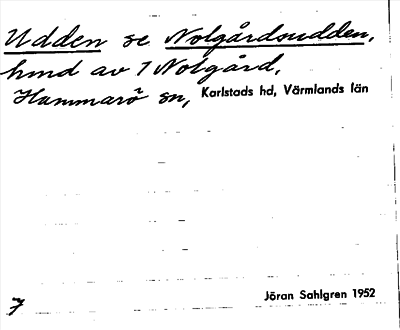 Udden se Nolgårdsudden,
hmd av 1 Nolgård,
Hammarö sn, Karlstads hd, Värmlands län
Jöran Sahlgren 1952
7